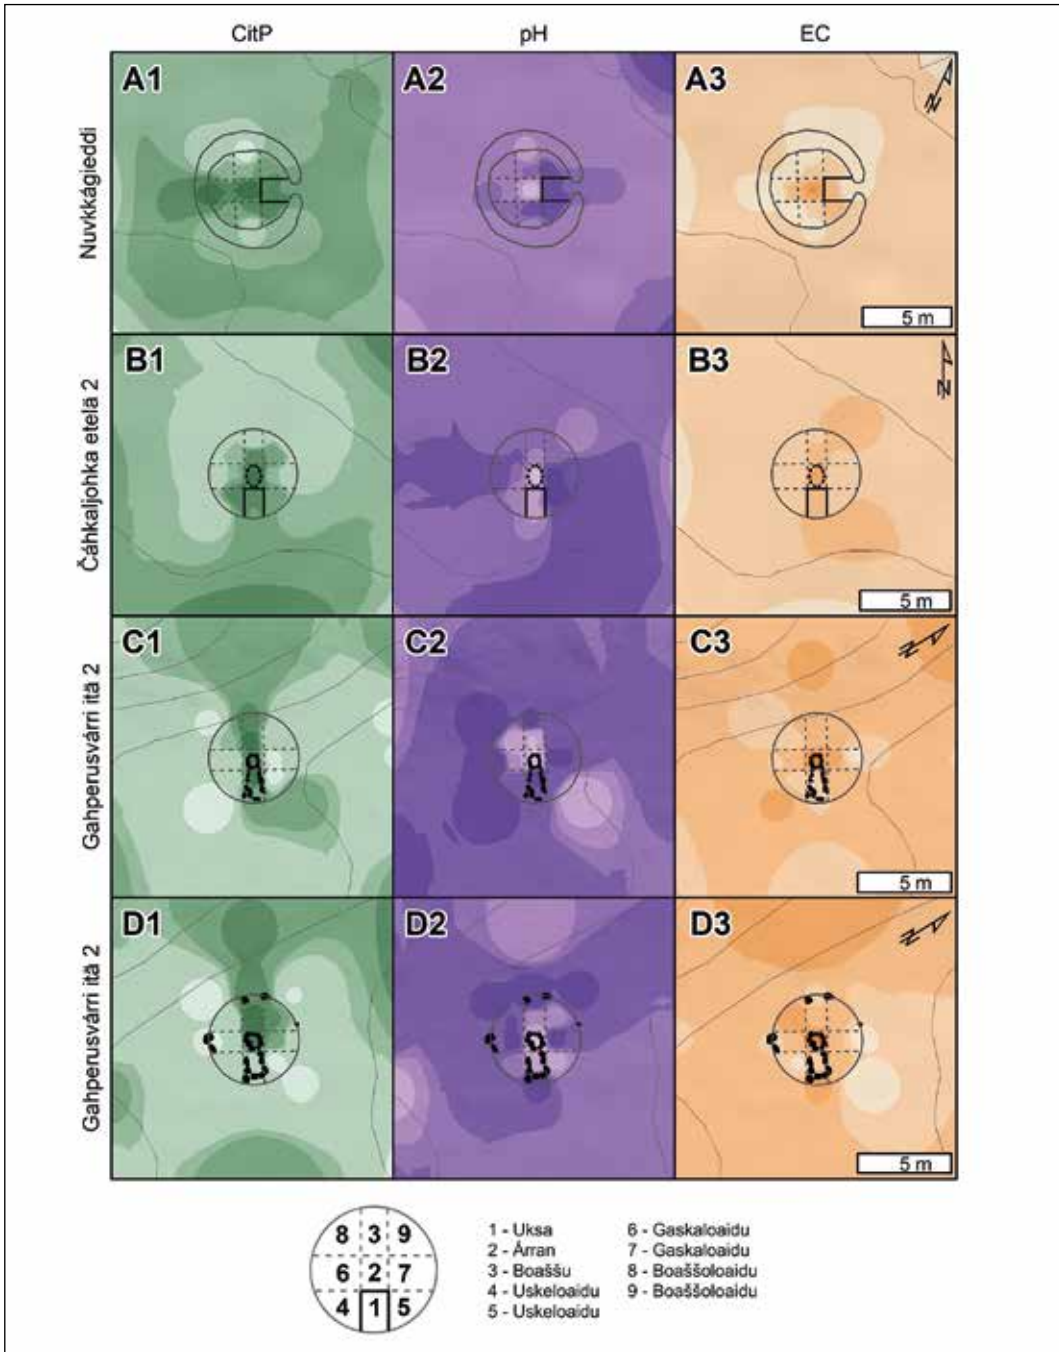 CitP pH EC
Nuvkkágieddi
A1 A2 A3
N
5 m
Čáhkaljohka etelä 2
B1 B2 B3
N
5 m
Gahperusvárri itä 2
C1 C2 C3
N
5 m
Gahperusvárri itä 2
D1 D2 D3
N
5 m
8 3 9
6 2 7
4 1 5
1 - Uksa
2 - Árran
3 - Boaššu
4 - Uskeloaidu
5 - Uskeloaidu
6 - Gaskaloaidu
7 - Gaskaloaidu
8 - Boaššoloaidu
9 - Boaššoloaidu